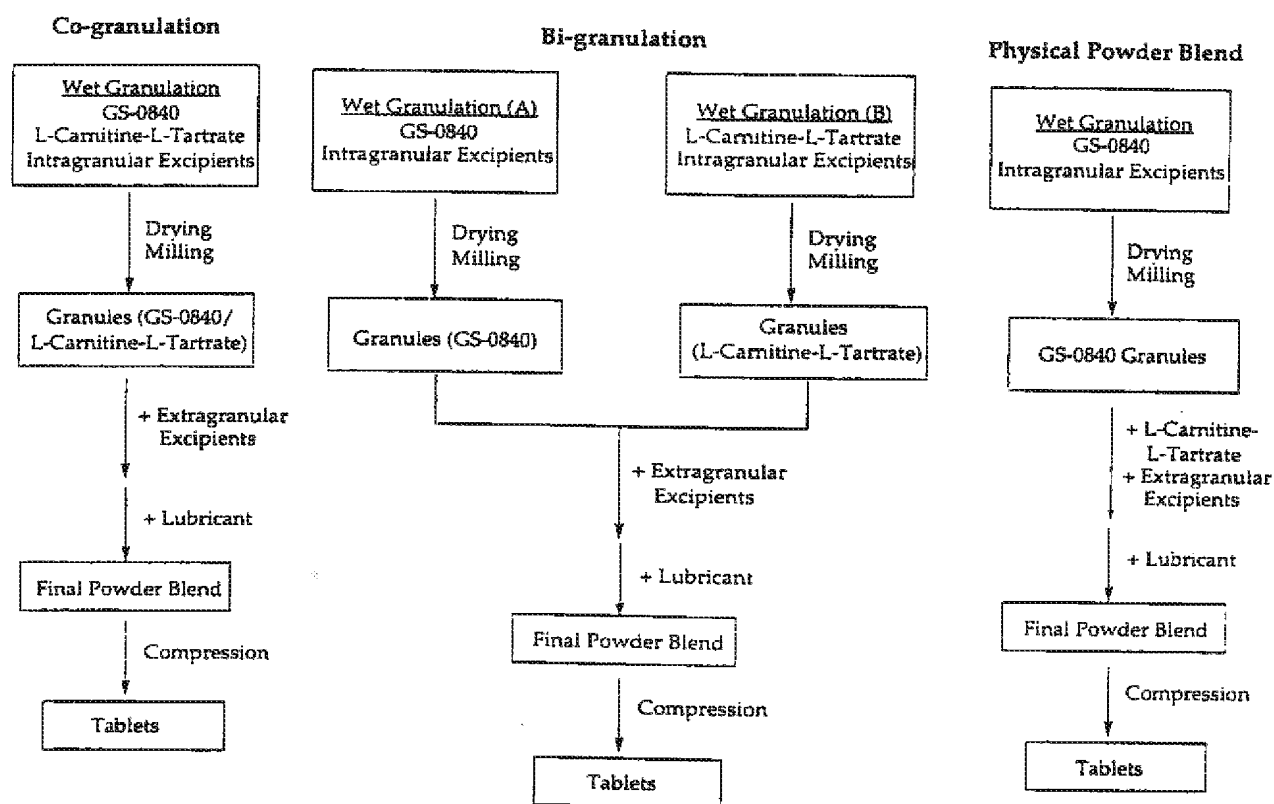 Co-granulation
Wet Granulation
GS-0840
L-Carnitine-L-Tartrate
Intragranular Excipients
Drying
Milling
Granules (GS-0840/
L-Carnitine-L-Tartrate)
+ Extragranular
Excipients
+ Lubricant
Final Powder Blend
Compression
Tablets
Bi-granulation
Wet Granulation (A)
GS-0840
Intragranular Excipients
Drying
Milling
Granules (GS-0840)
Wet Granulation (B)
L-Carnitine-L-Tartrate
Intragranular Excipients
Drying
Milling
Granules
(L-Carnitine-L-Tartrate)
+ Extragranular
Excipients
+ Lubricant
Final Powder Blend
Compression
Tablets
Physical Powder Blend
Wet Granulation
GS-0840
Intragranular Excipients
Drying
Milling
GS-0840 Granules
+ L-Carnitine-
L-Tartrate
+ Extragranular
Excipients
+ Lubricant
Final Powder Blend
Compression
Tablets